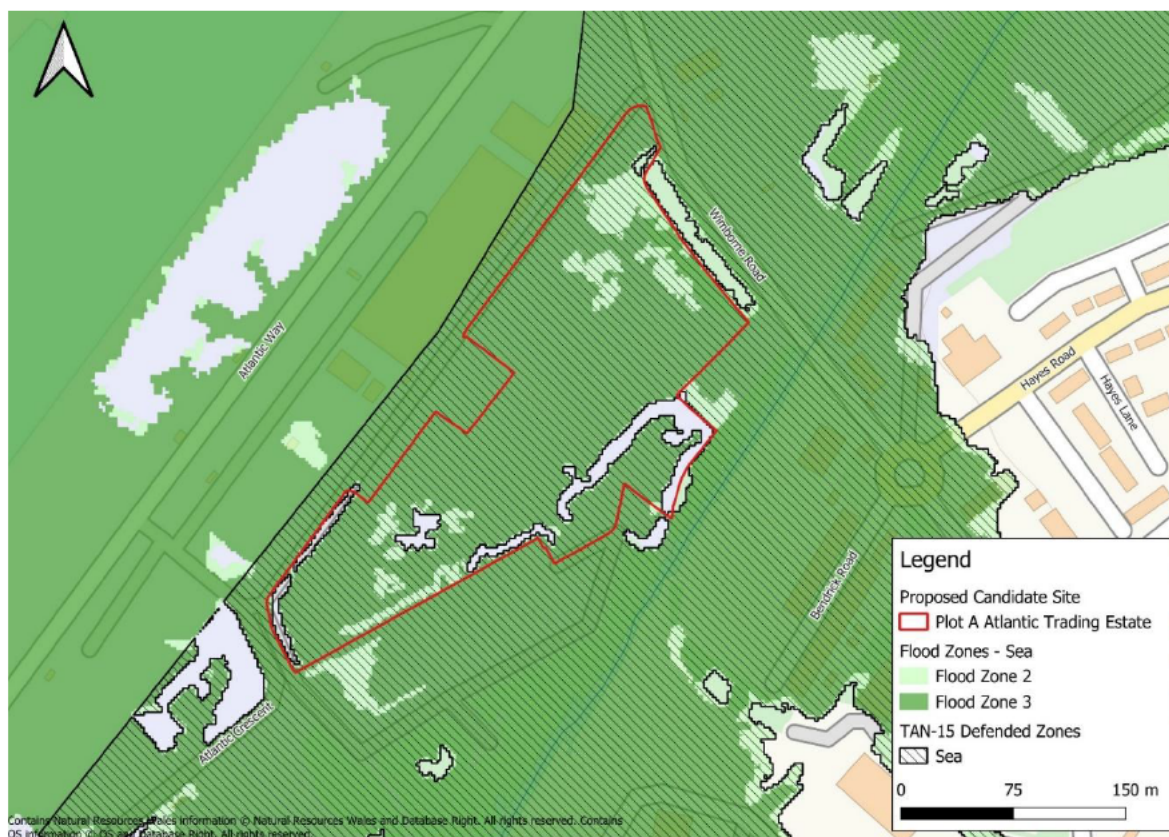 Wimborne Road
Atlantic Way
Hayes Road
Hayes Lane
Bendrick Road
Atlantic Crescent
Legend
Proposed Candidate Site
Plot A Atlantic Trading Estate
Flood Zones - Sea
Flood Zone 2
Flood Zone 3
TAN-15 Defended Zones
Sea
0 75 150 m
Contains Natural Resources Wales information © Natural Resources Wales and Database Right. All rights reserved. Contains
OS information © OS and Database Right. All rights reserved.